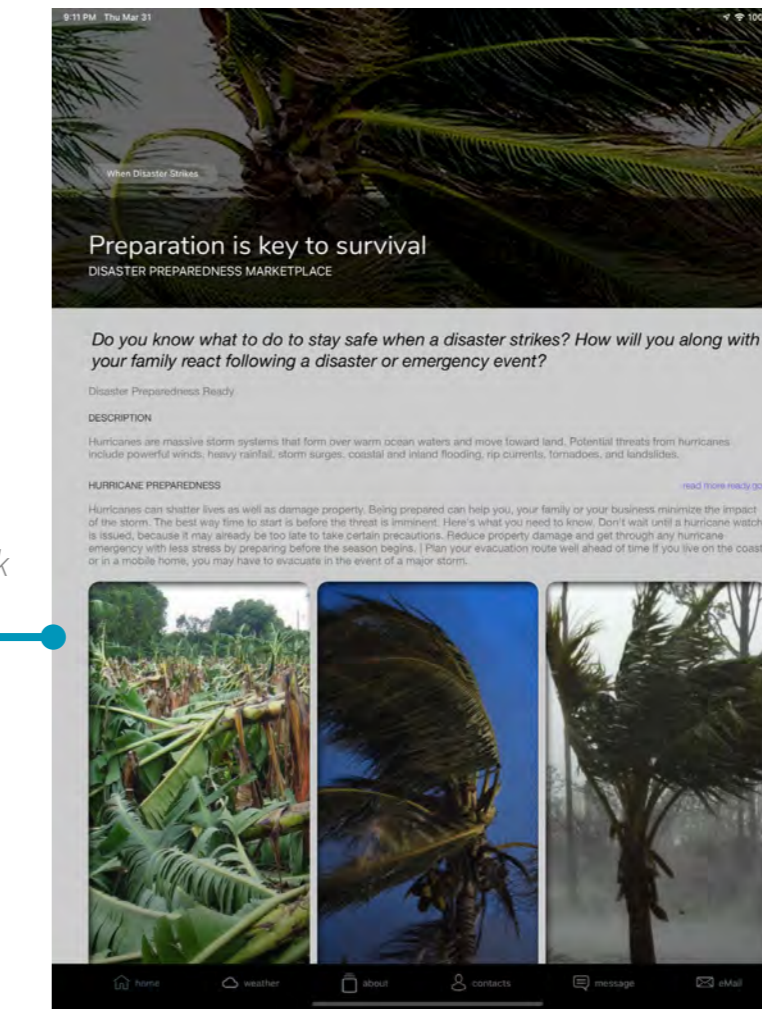 9:11 PM Thu Mar 31
100
When Disaster Strikes
Preparation is key to survival
DISASTER PREPAREDNESS MARKETPLACE
Do you know what to do to stay safe when a disaster strikes? How will you along with
your family react following a disaster or emergency event?
Disaster Preparedness Ready
DESCRIPTION
Hurricanes are massive storm systems that form over warm ocean waters and move toward land. Potential threats from hurricanes
include powerful winds, heavy rainfall, storm surges, coastal and inland flooding, rip currents, tornadoes, and landslides.
HURRICANE PREPAREDNESS read more ready.go
Hurricanes can shatter lives as well as damage property. Being prepared can help you, your family or your business minimize the impact
of the storm. The best way time to start is before the threat is imminent. Here's what you need to know. Don't wait until a hurricane watch
is issued, because it may already be too late to take certain precautions. Reduce property damage and get through any hurricane
emergency with less stress by preparing before the season begins. | Plan your evacuation route well ahead of time If you live on the coast
or in a mobile home, you may have to evacuate in the event of a major storm.
k
home weather about contacts message eMail